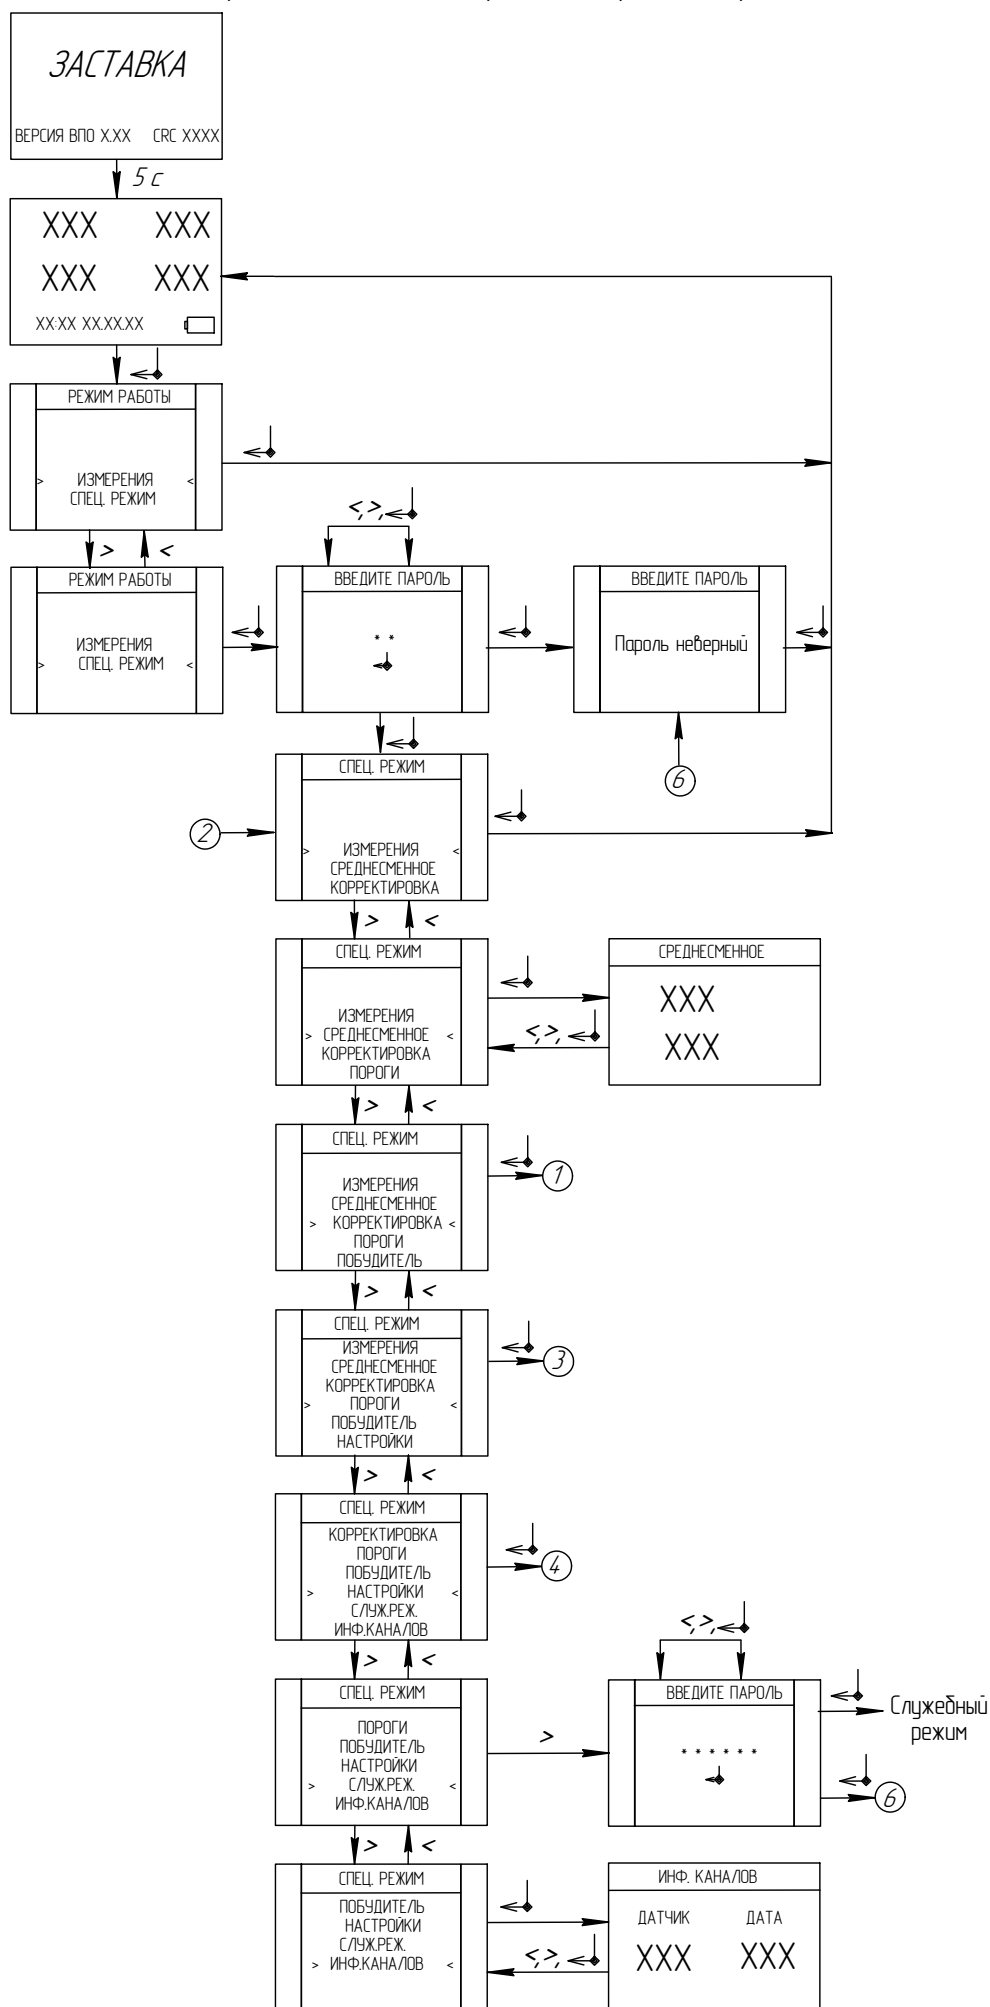 ЗАСТАВКА
ВЕРСИЯ ВПО X.XX CRC XXXX
5 с
XXX XXX
XXX XXX
XX:XX XX.XX.XX
РЕЖИМ РАБОТЫ
> ИЗМЕРЕНИЯ <
СПЕЦ. РЕЖИМ
> <
РЕЖИМ РАБОТЫ
ИЗМЕРЕНИЯ
> СПЕЦ. РЕЖИМ <
<,>,
ВВЕДИТЕ ПАРОЛЬ
* *
ВВЕДИТЕ ПАРОЛЬ
Пароль неверный
6
2
СПЕЦ. РЕЖИМ
> ИЗМЕРЕНИЯ <
СРЕДНЕСМЕННОЕ
КОРРЕКТИРОВКА
> <
СПЕЦ. РЕЖИМ
ИЗМЕРЕНИЯ
> СРЕДНЕСМЕННОЕ <
КОРРЕКТИРОВКА
ПОРОГИ
<,>,
СРЕДНЕСМЕННОЕ
XXX
XXX
> <
СПЕЦ. РЕЖИМ
ИЗМЕРЕНИЯ
СРЕДНЕСМЕННОЕ
> КОРРЕКТИРОВКА <
ПОРОГИ
ПОБУДИТЕЛЬ
1
> <
СПЕЦ. РЕЖИМ
ИЗМЕРЕНИЯ
СРЕДНЕСМЕННОЕ
КОРРЕКТИРОВКА
> ПОРОГИ <
ПОБУДИТЕЛЬ
НАСТРОЙКИ
3
> <
СПЕЦ. РЕЖИМ
КОРРЕКТИРОВКА
ПОРОГИ
ПОБУДИТЕЛЬ
> НАСТРОЙКИ <
СЛУЖ.РЕЖ.
ИНФ.КАНАЛОВ
4
> <
СПЕЦ. РЕЖИМ
ПОРОГИ
ПОБУДИТЕЛЬ
НАСТРОЙКИ
> СЛУЖ.РЕЖ. <
ИНФ.КАНАЛОВ
>
<,>,
ВВЕДИТЕ ПАРОЛЬ
* * * * * *
Служебный
режим
6
> <
СПЕЦ. РЕЖИМ
ПОБУДИТЕЛЬ
НАСТРОЙКИ
СЛУЖ.РЕЖ.
> ИНФ.КАНАЛОВ <
<,>,
ИНФ. КАНАЛОВ
ДАТЧИК ДАТА
XXX XXX